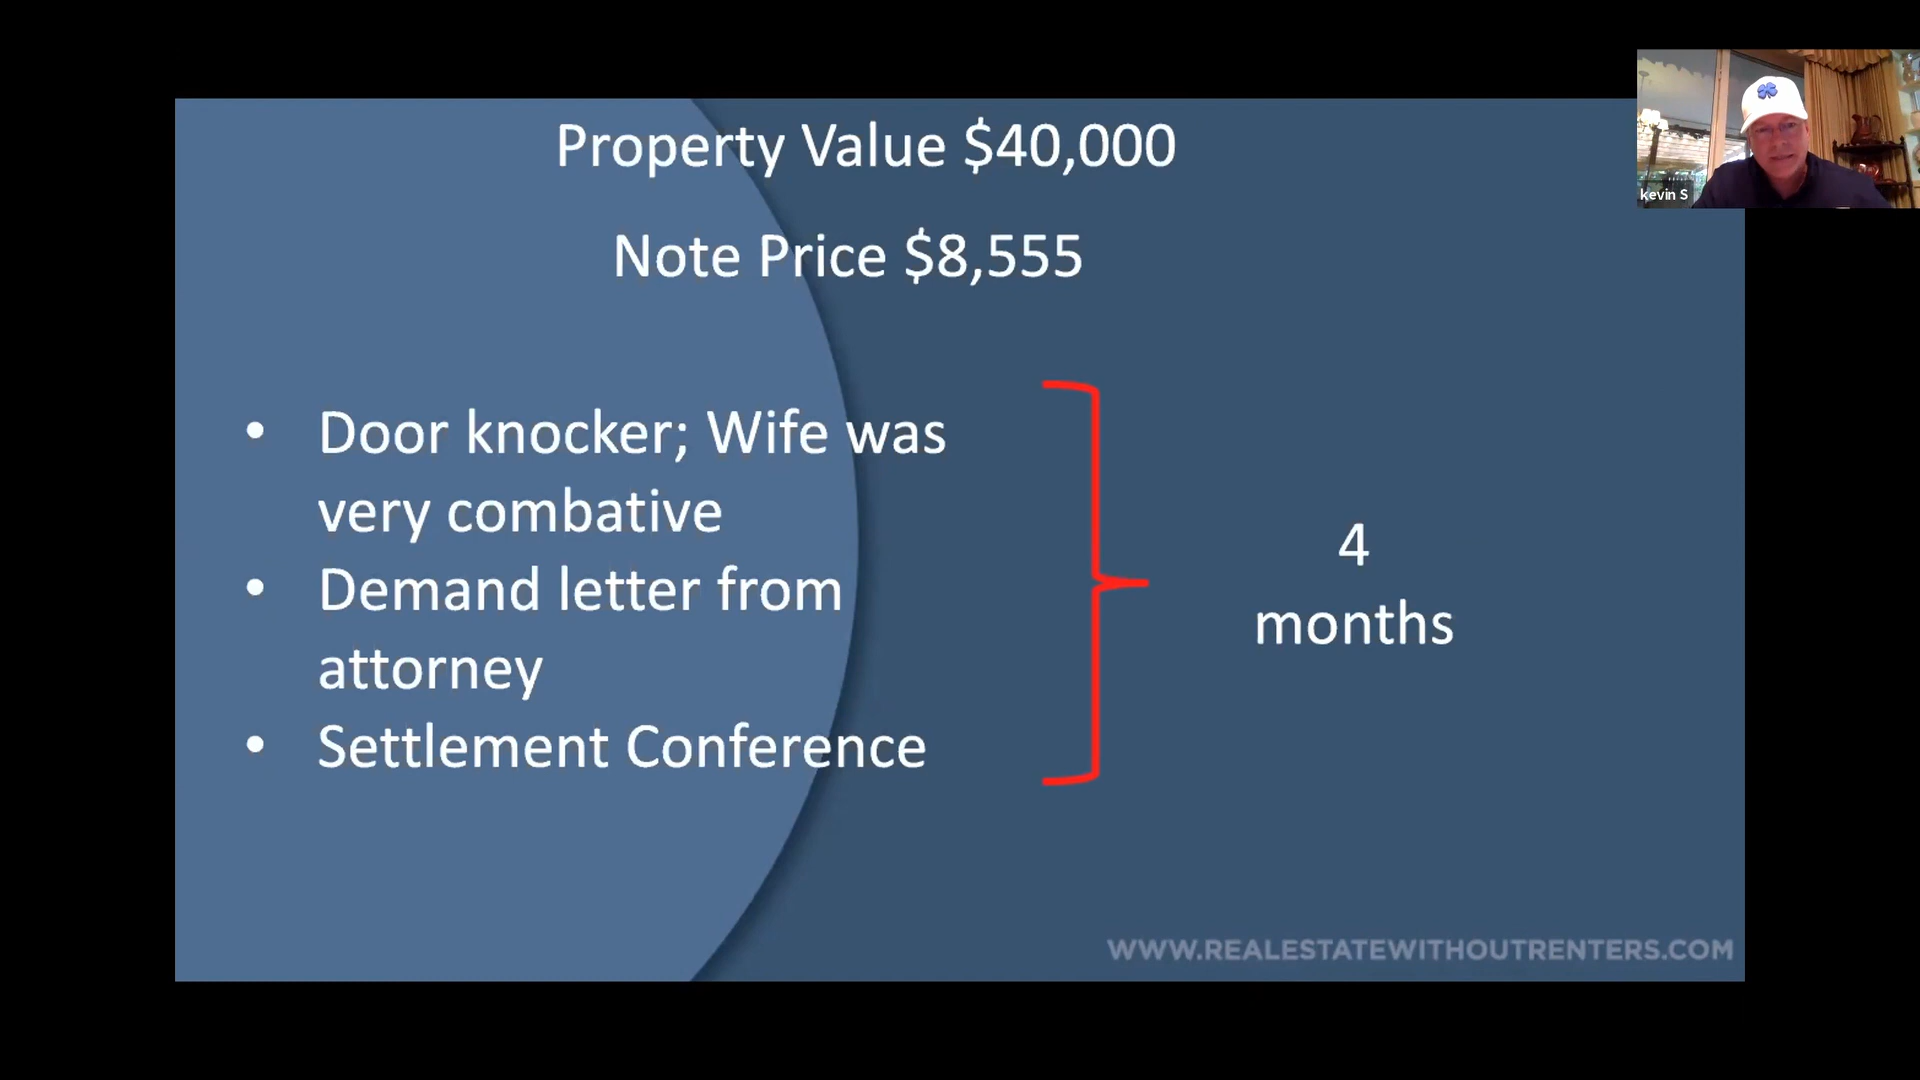 Property Value $40,000
Note Price $8,555
• Door knocker; Wife was
very combative
• Demand letter from
attorney
• Settlement Conference
4
months
WWW.REALESTATEWITHOUTRENTERS.COM
kevin S